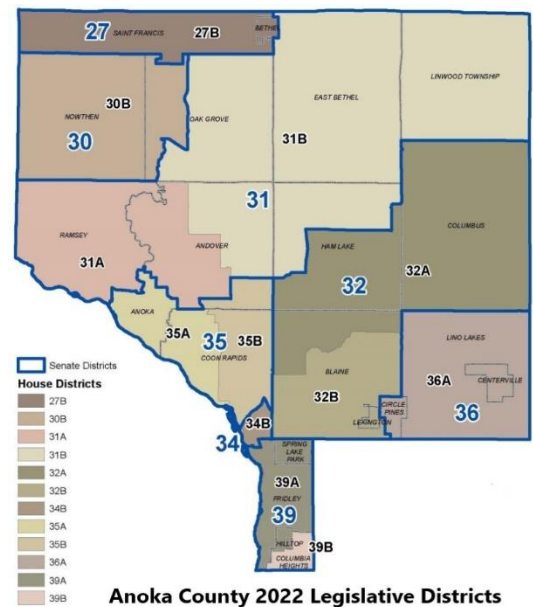 27
SAINT FRANCIS
27B
BETHEL
30B
NOWTHEN
30
OAK GROVE
EAST BETHEL
31B
LINWOOD TOWNSHIP
31
RAMSEY
31A
ANDOVER
HAM LAKE
32
COLUMBUS
32A
ANOKA
35A
35
COON RAPIDS
35B
BLAINE
32B
LEXINGTON
CIRCLE
PINES
LINO LAKES
36A
CENTERVILLE
36
34B
34
SPRING
LAKE
PARK
39A
FRIDLEY
39
HILLTOP
39B
COLUMBIA
HEIGHTS
Senate Districts
House Districts
27B
30B
31A
31B
32A
32B
34B
35A
35B
36A
39A
39B
Anoka County 2022 Legislative Districts